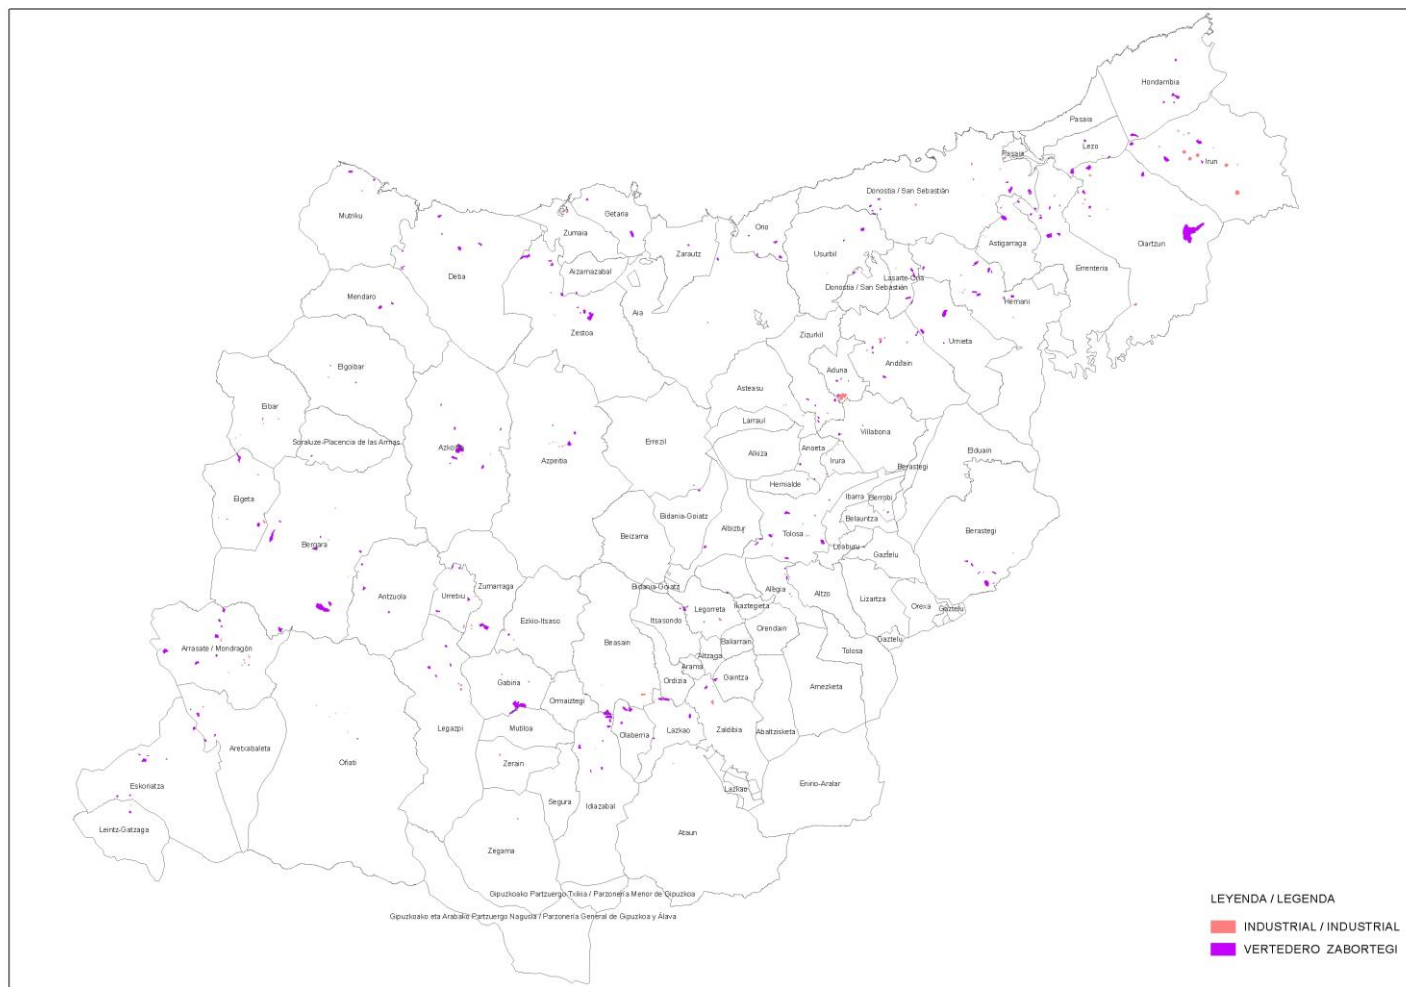 Hondarribia
Pasaia
Lezo
Pasaia
Irun
Donostia / San Sebastián
Mutriku
Getaria
Zumaia
Orio
Astigarraga
Oiartzun
Zarautz
Usurbil
Errenteria
Aizarnazabal
Deba
Lasarte-Oria
Donostia / San Sebastián
Mendaro
Hernani
Aia
Zestoa
Zizurkil
Urnieta
Elgoibar
Andoain
Aduna
Asteasu
Eibar
Larraul
Villabona
Soraluze-Placencia de las Armas
Errezil
Azkoitia
Anoeta
Elduain
Alkiza
Azpeitia
Irura
Berastegi
Hernialde
Ibarra
Berrobi
Elgeta
Bidania-Goiatz
Belauntza
Albiztur
Tolosa
Beizama
Berastegi
Bergara
Leaburu
Gaztelu
Zumarraga
Bidania-Goiatz
Alegia
Antzuola
Altzo
Lizartza
Urretxu
Orexa
Ikaztegieta
Gaztelu
Legorreta
Ezkio-Itsaso
Itsasondo
Orendain
Beasain
Baliarrain
Gaztelu
Arrasate / Mondragón
Tolosa
Altzaga
Arama
Gaintza
Ordizia
Gabiria
Amezketa
Ormaiztegi
Legazpi
Mutiloa
Olaberria
Lazkao
Zaldibia
Abaltzisketa
Aretxabaleta
Zerain
Oñati
Enirio-Aralar
Eskoriatza
Lazkao
Segura
Idiazabal
Leintz-Gatzaga
Ataun
Zegama
Gipuzkoako Partzuergo Txikia / Parzonería Menor de Gipuzkoa
Gipuzkoako eta Arabako Partzuergo Nagusia / Parzonería General de Gipuzkoa y Álava
LEYENDA / LEGENDA
INDUSTRIAL / INDUSTRIAL
VERTEDERO ZABORTEGI